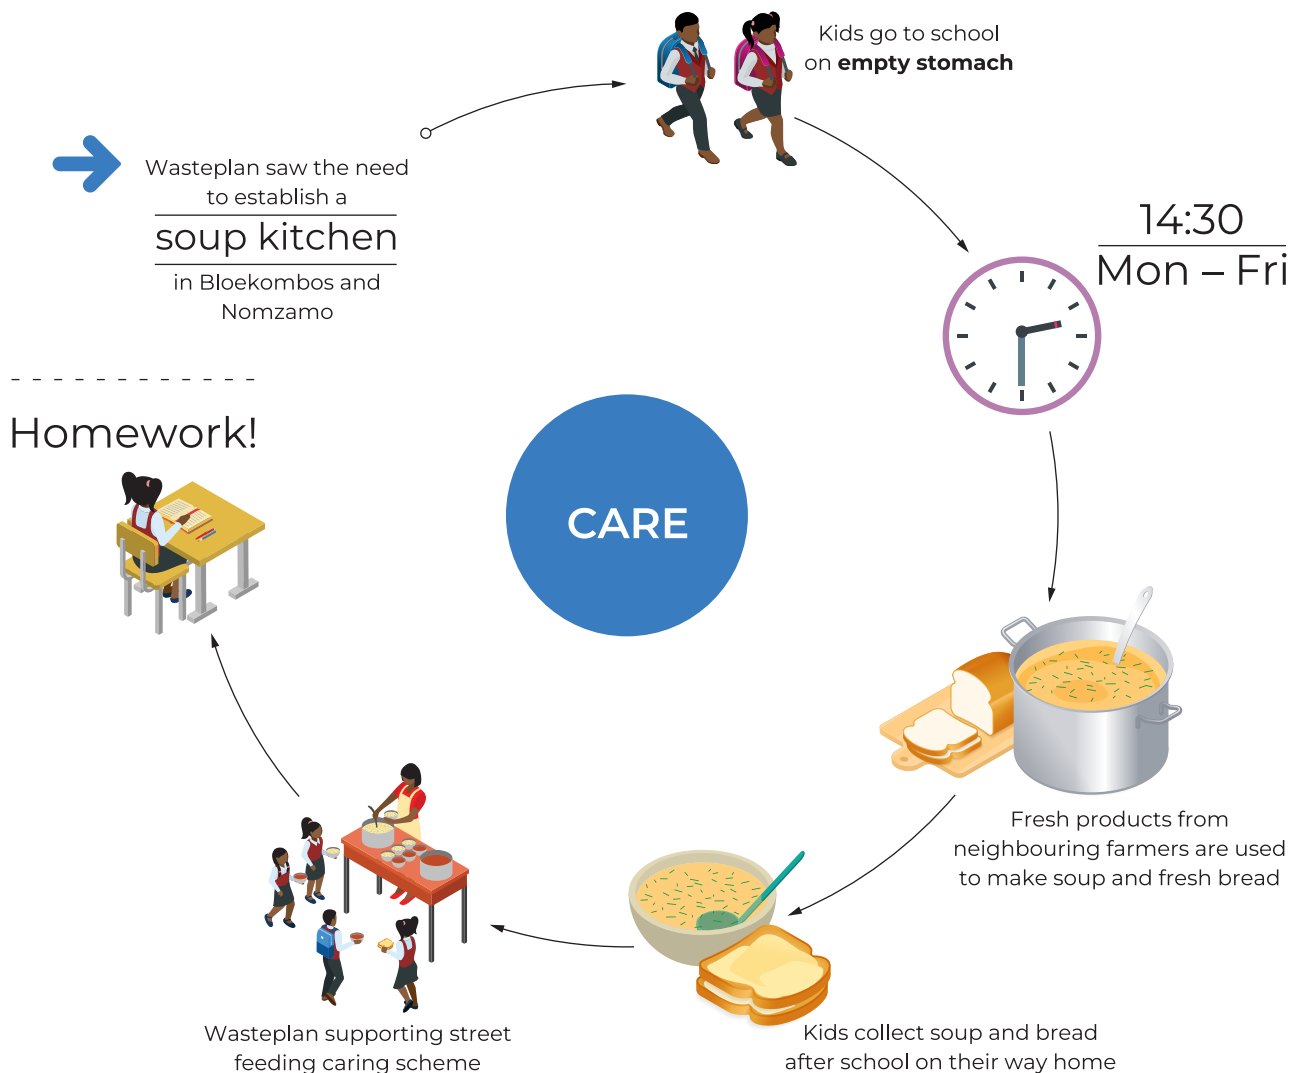 Wasteplan saw the need
to establish a
soup kitchen
in Bloekombos and
Nomzamo
Kids go to school
on empty stomach
14:30
Mon – Fri
Fresh products from
neighbouring farmers are used
to make soup and fresh bread
Kids collect soup and bread
after school on their way home
Wasteplan supporting street
feeding caring scheme
Homework!
CARE